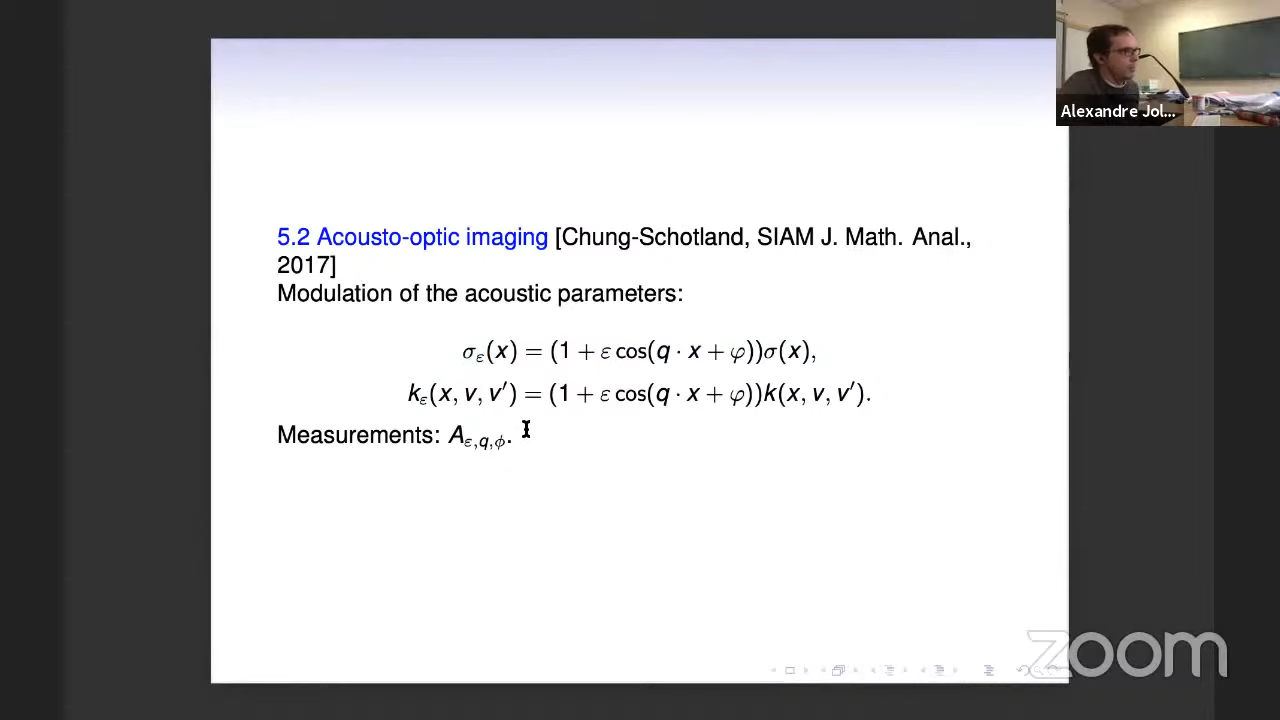 Alexandre Jol...
5.2 Acousto-optic imaging [Chung-Schotland, SIAM J. Math. Anal.,
2017]
Modulation of the acoustic parameters:
σ_ε(x) = (1 + ε cos(q · x + φ))σ(x),
k_ε(x, v, v′) = (1 + ε cos(q · x + φ))k(x, v, v′).
Measurements: A_{ε,q,ϕ}.
zoom